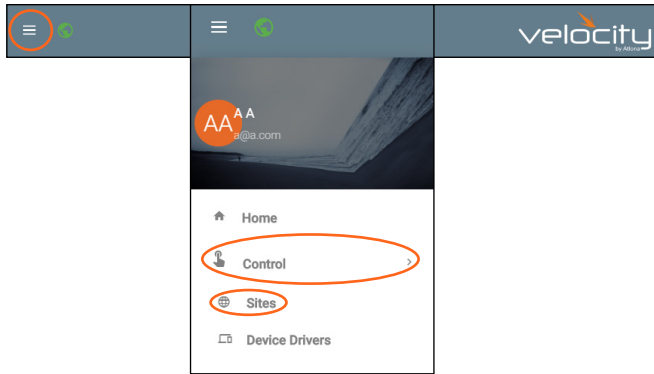 velocity
by Atlona
AA
A A
a@a.com
Home
Control
Sites
Device Drivers